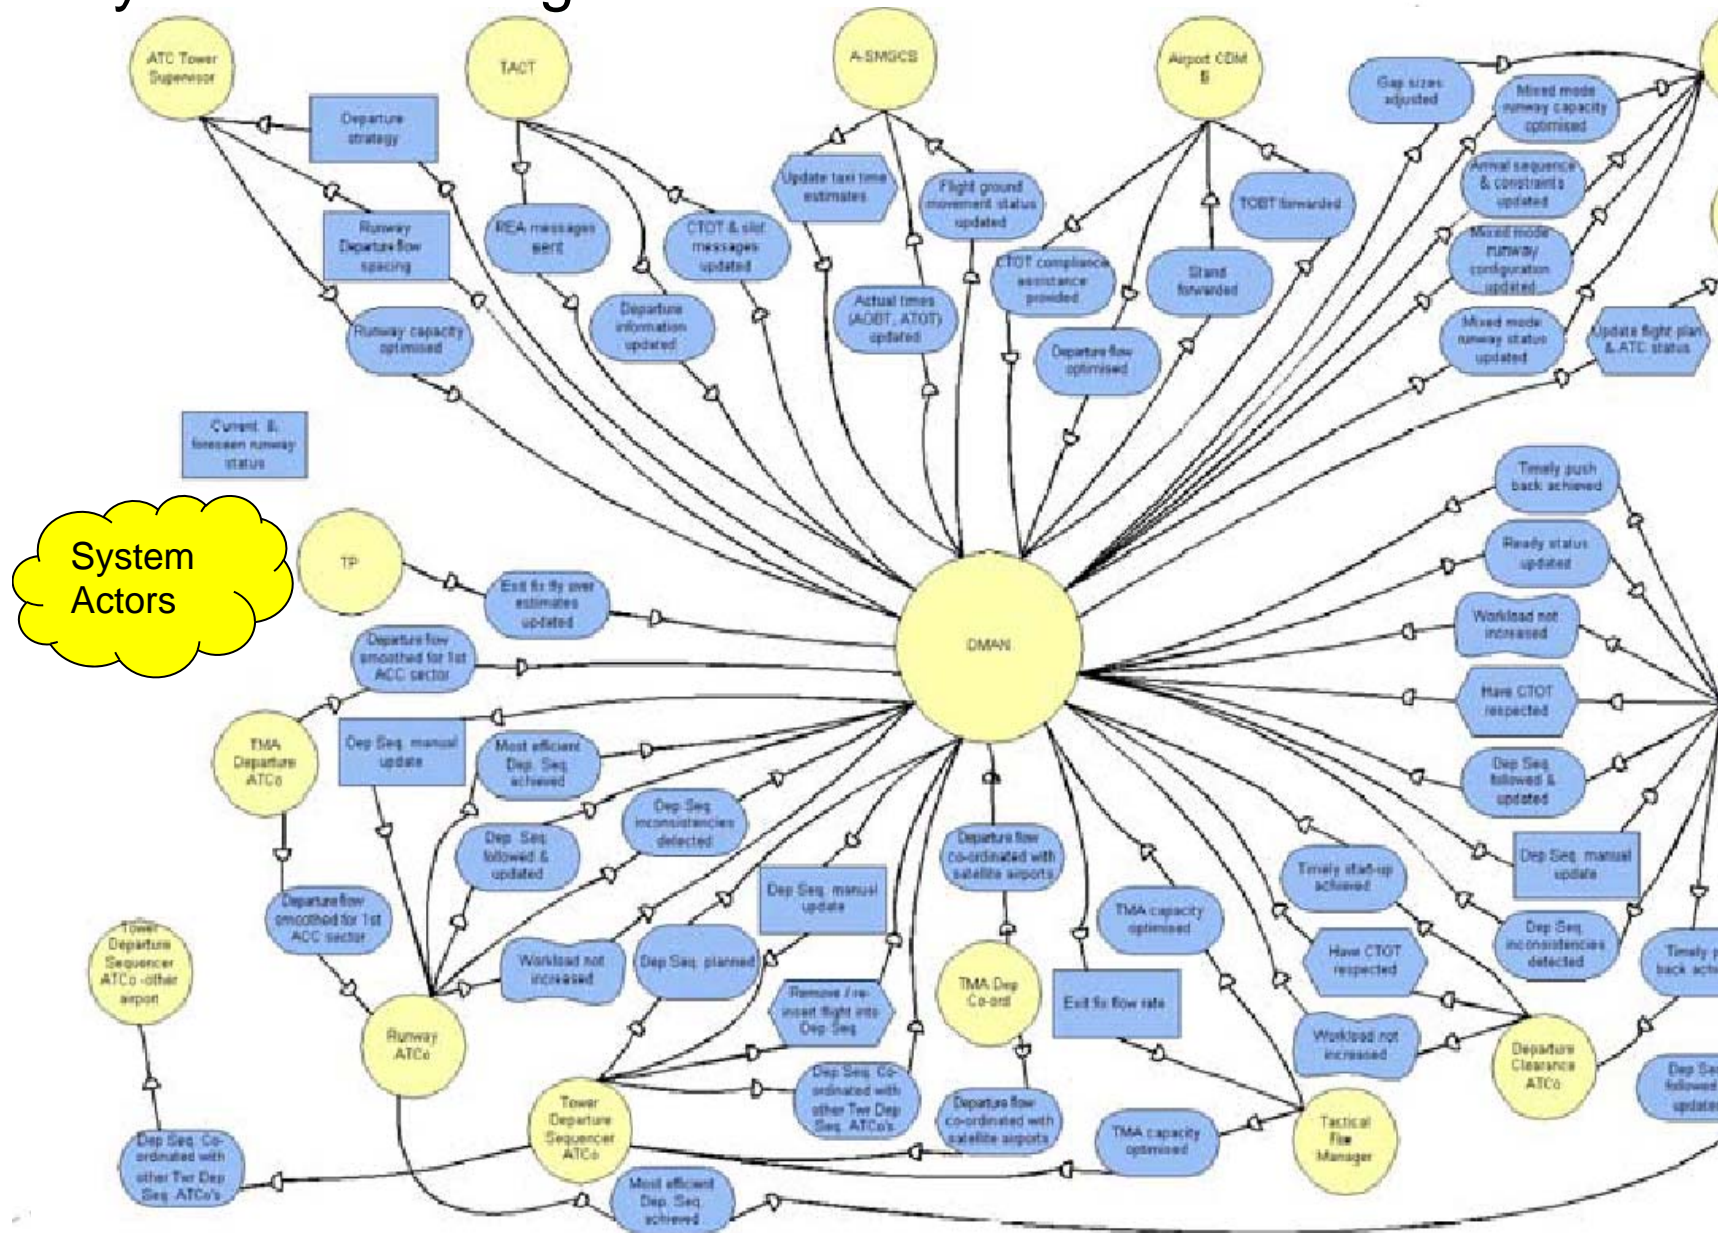 ATC Tower
Supervisor
TACT
A-SMGCS
Airport CDM
S
Departure
strategy
Runway
Departure flow
spacing
Runway capacity
optimised
REA messages
sent
Departure
information
updated
CTOT & slot
messages
updated
Update taxi time
estimates
Actual times
(AOBT, ATOT)
updated
Flight ground
movement status
updated
CTOT compliance
assistance
provided
Departure flow
optimised
Stand
forwarded
TOBT forwarded
Gap sizes
adjusted
Mixed mode
runway capacity
optimised
Arrival sequence
& constraints
updated
Mixed mode
runway
configuration
updated
Mixed mode
runway status
updated
Update flight plan
& ATC status
Current &
foreseen runway
status
System
Actors
TP
Exit fix fly over
estimates
updated
DMAN
Timely push
back achieved
Ready status
updated
Workload not
increased
Have CTOT
respected
Dep Seq
followed &
updated
Dep Seq. manual
update
Dep Seq.
inconsistencies
detected
Departure flow
smoothed for 1st
ACC sector
TMA
Departure
ATCo
Dep Seq. manual
update
Most efficient
Dep. Seq.
achieved
Dep. Seq.
followed &
updated
Dep Seq
inconsistencies
detected
Departure flow
smoothed for 1st
ACC sector
Workload not
increased
Dep Seq. planned
Dep Seq. manual
update
Remove / re-
insert flight into
Dep Seq
Dep Seq. Co-
ordinated with
other Twr Dep
Seq. ATCo's
Departure flow
co-ordinated with
satellite airports
TMA Dep
Co-ord
Departure flow
co-ordinated with
satellite airports
TMA capacity
optimised
Exit fix flow rate
TMA capacity
optimised
Timely start-up
achieved
Have CTOT
respected
Workload not
increased
Tactical
Flow
Manager
Departure
Clearance
ATCo
Timely p
back achie
Dep Seq
followed
updated
Tower
Departure
Sequencer
ATCo -other
airport
Runway
ATCo
Tower
Departure
Sequencer
ATCo
Dep Seq. Co-
ordinated with
other Twr Dep
Seq. ATCo's
Most efficient
Dep. Seq.
achieved